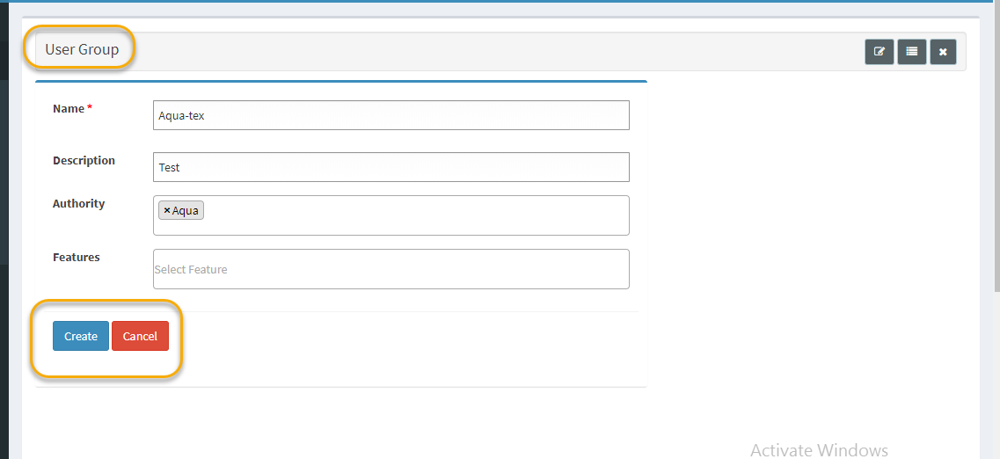 User Group
Name *
Aqua-tex
Description
Test
Authority
× Aqua
Features
Select Feature
Create
Cancel
Activate Windows